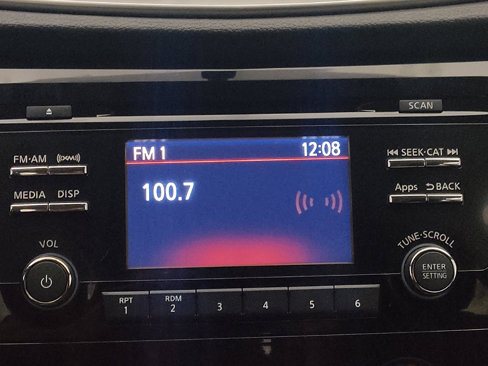 SCAN
FM·AM (((XM)))
SEEK·CAT
MEDIA DISP
Apps BACK
FM 1 12:08
100.7
VOL
TUNE·SCROLL
ENTER
SETTING
RPT RDM
1 2 3 4 5 6